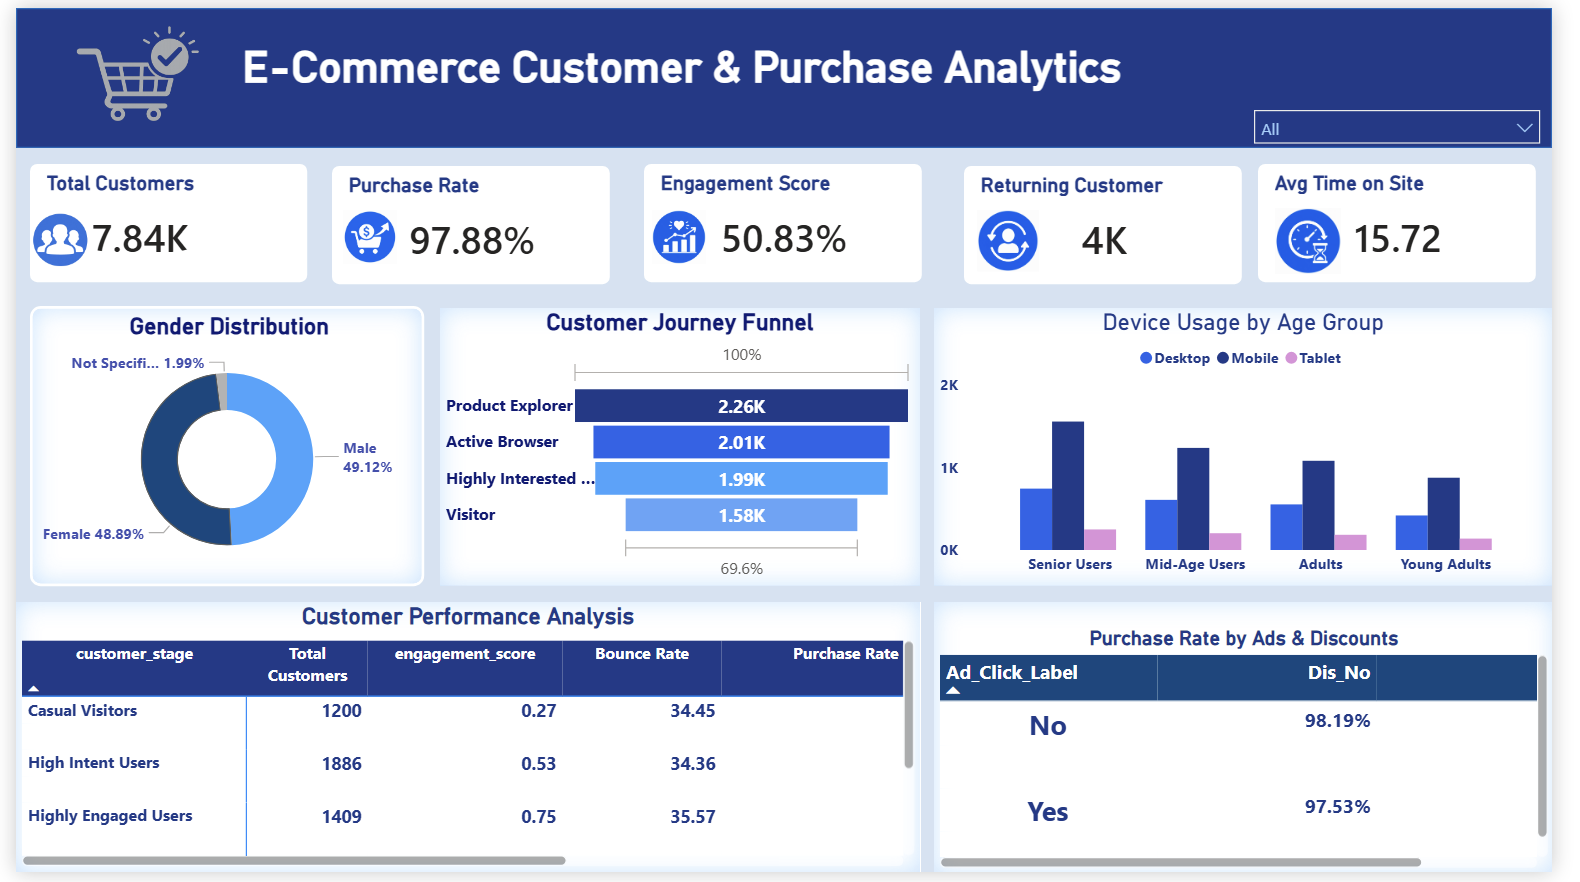 E-Commerce Customer & Purchase Analytics
All
Total Customers
7.84K
Purchase Rate
97.88%
Engagement Score
50.83%
Returning Customer
4K
Avg Time on Site
15.72
Gender Distribution
Not Specifi... 1.99%
Male
49.12%
Female 48.89%
Customer Journey Funnel
100%
Product Explorer 2.26K
Active Browser 2.01K
Highly Interested ... 1.99K
Visitor 1.58K
69.6%
Device Usage by Age Group
Desktop Mobile Tablet
2K
1K
0K
Senior Users Mid-Age Users Adults Young Adults
Customer Performance Analysis
customer_stage Total Customers engagement_score Bounce Rate Purchase Rate
Casual Visitors 1200 0.27 34.45
High Intent Users 1886 0.53 34.36
Highly Engaged Users 1409 0.75 35.57
Purchase Rate by Ads & Discounts
Ad_Click_Label Dis_No
No 98.19%
Yes 97.53%